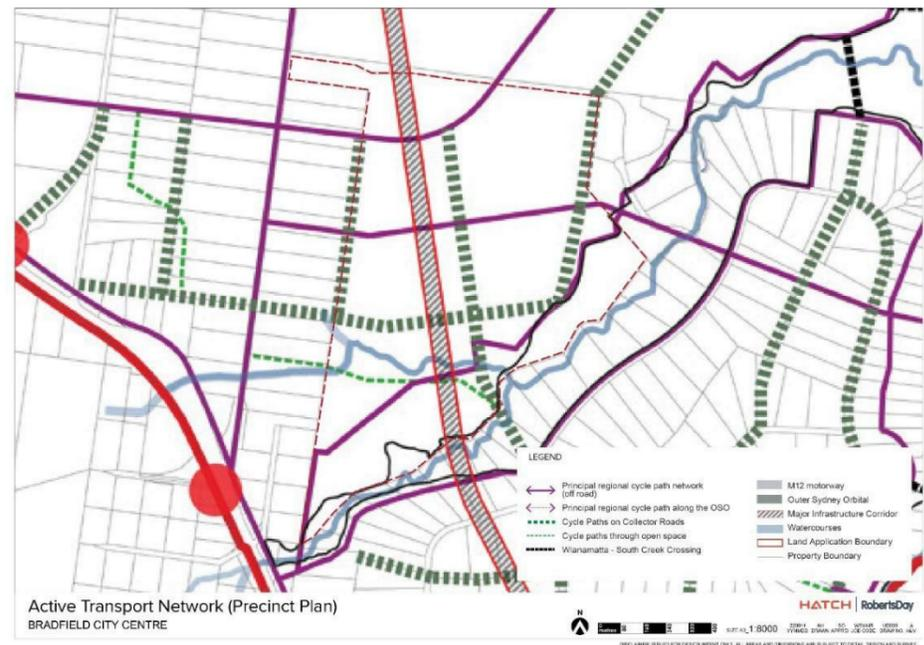 LEGEND
Principal regional cycle path network
(off road)
Principal regional cycle path along the OSO
Cycle Paths on Collector Roads
Cycle paths through open space
Wianamatta - South Creek Crossing
M12 motorway
Outer Sydney Orbital
Major Infrastructure Corridor
Watercourses
Land Application Boundary
Property Boundary
Active Transport Network (Precinct Plan)
BRADFIELD CITY CENTRE
HATCH | RobertsDay
N
1:8000